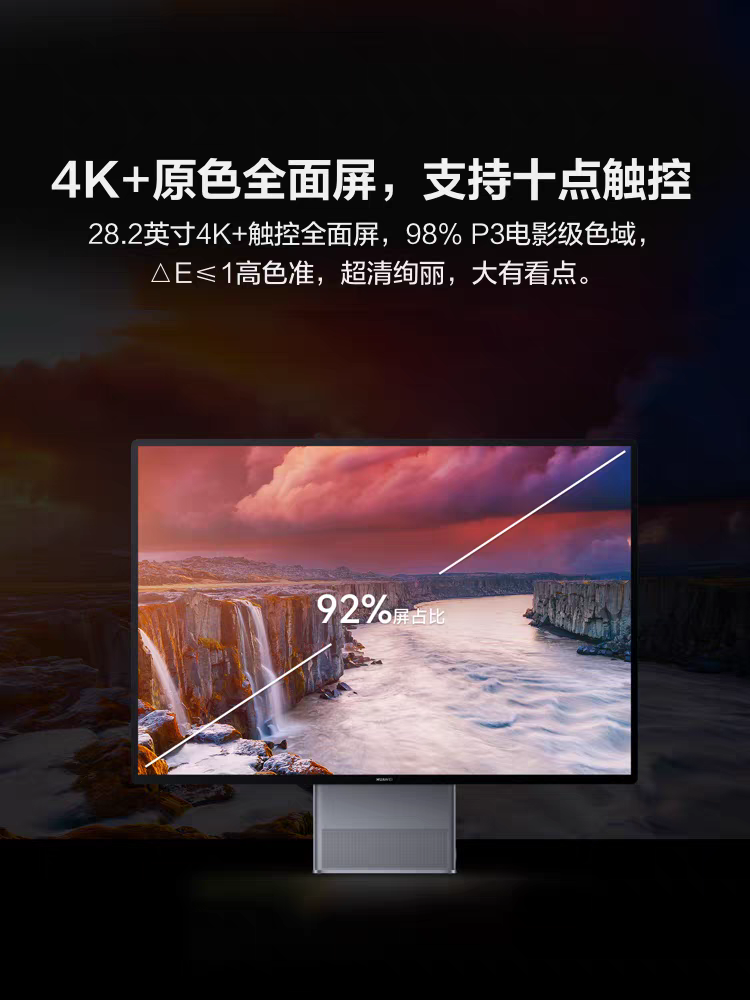 4K+原色全面屏，支持十点触控
28.2英寸4K+触控全面屏，98% P3电影级色域，
△E≤1高色准，超清绚丽，大有看点。
92%屏占比
HUAWEI